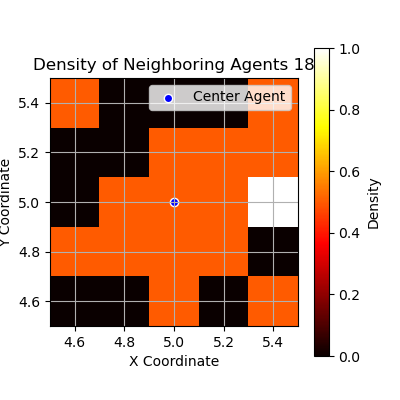 Density of Neighboring Agents 18
Center Agent
5.4
5.2
5.0
4.8
4.6
Y Coordinate
4.6 4.8 5.0 5.2 5.4
X Coordinate
1.0
0.8
0.6
0.4
0.2
0.0
Density